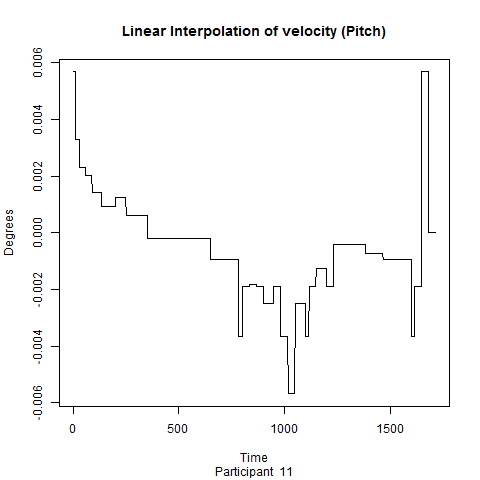 Linear Interpolation of velocity (Pitch)
Degrees
0.006
0.004
0.002
0.000
-0.002
-0.004
-0.006
0 500 1000 1500
Time
Participant 11